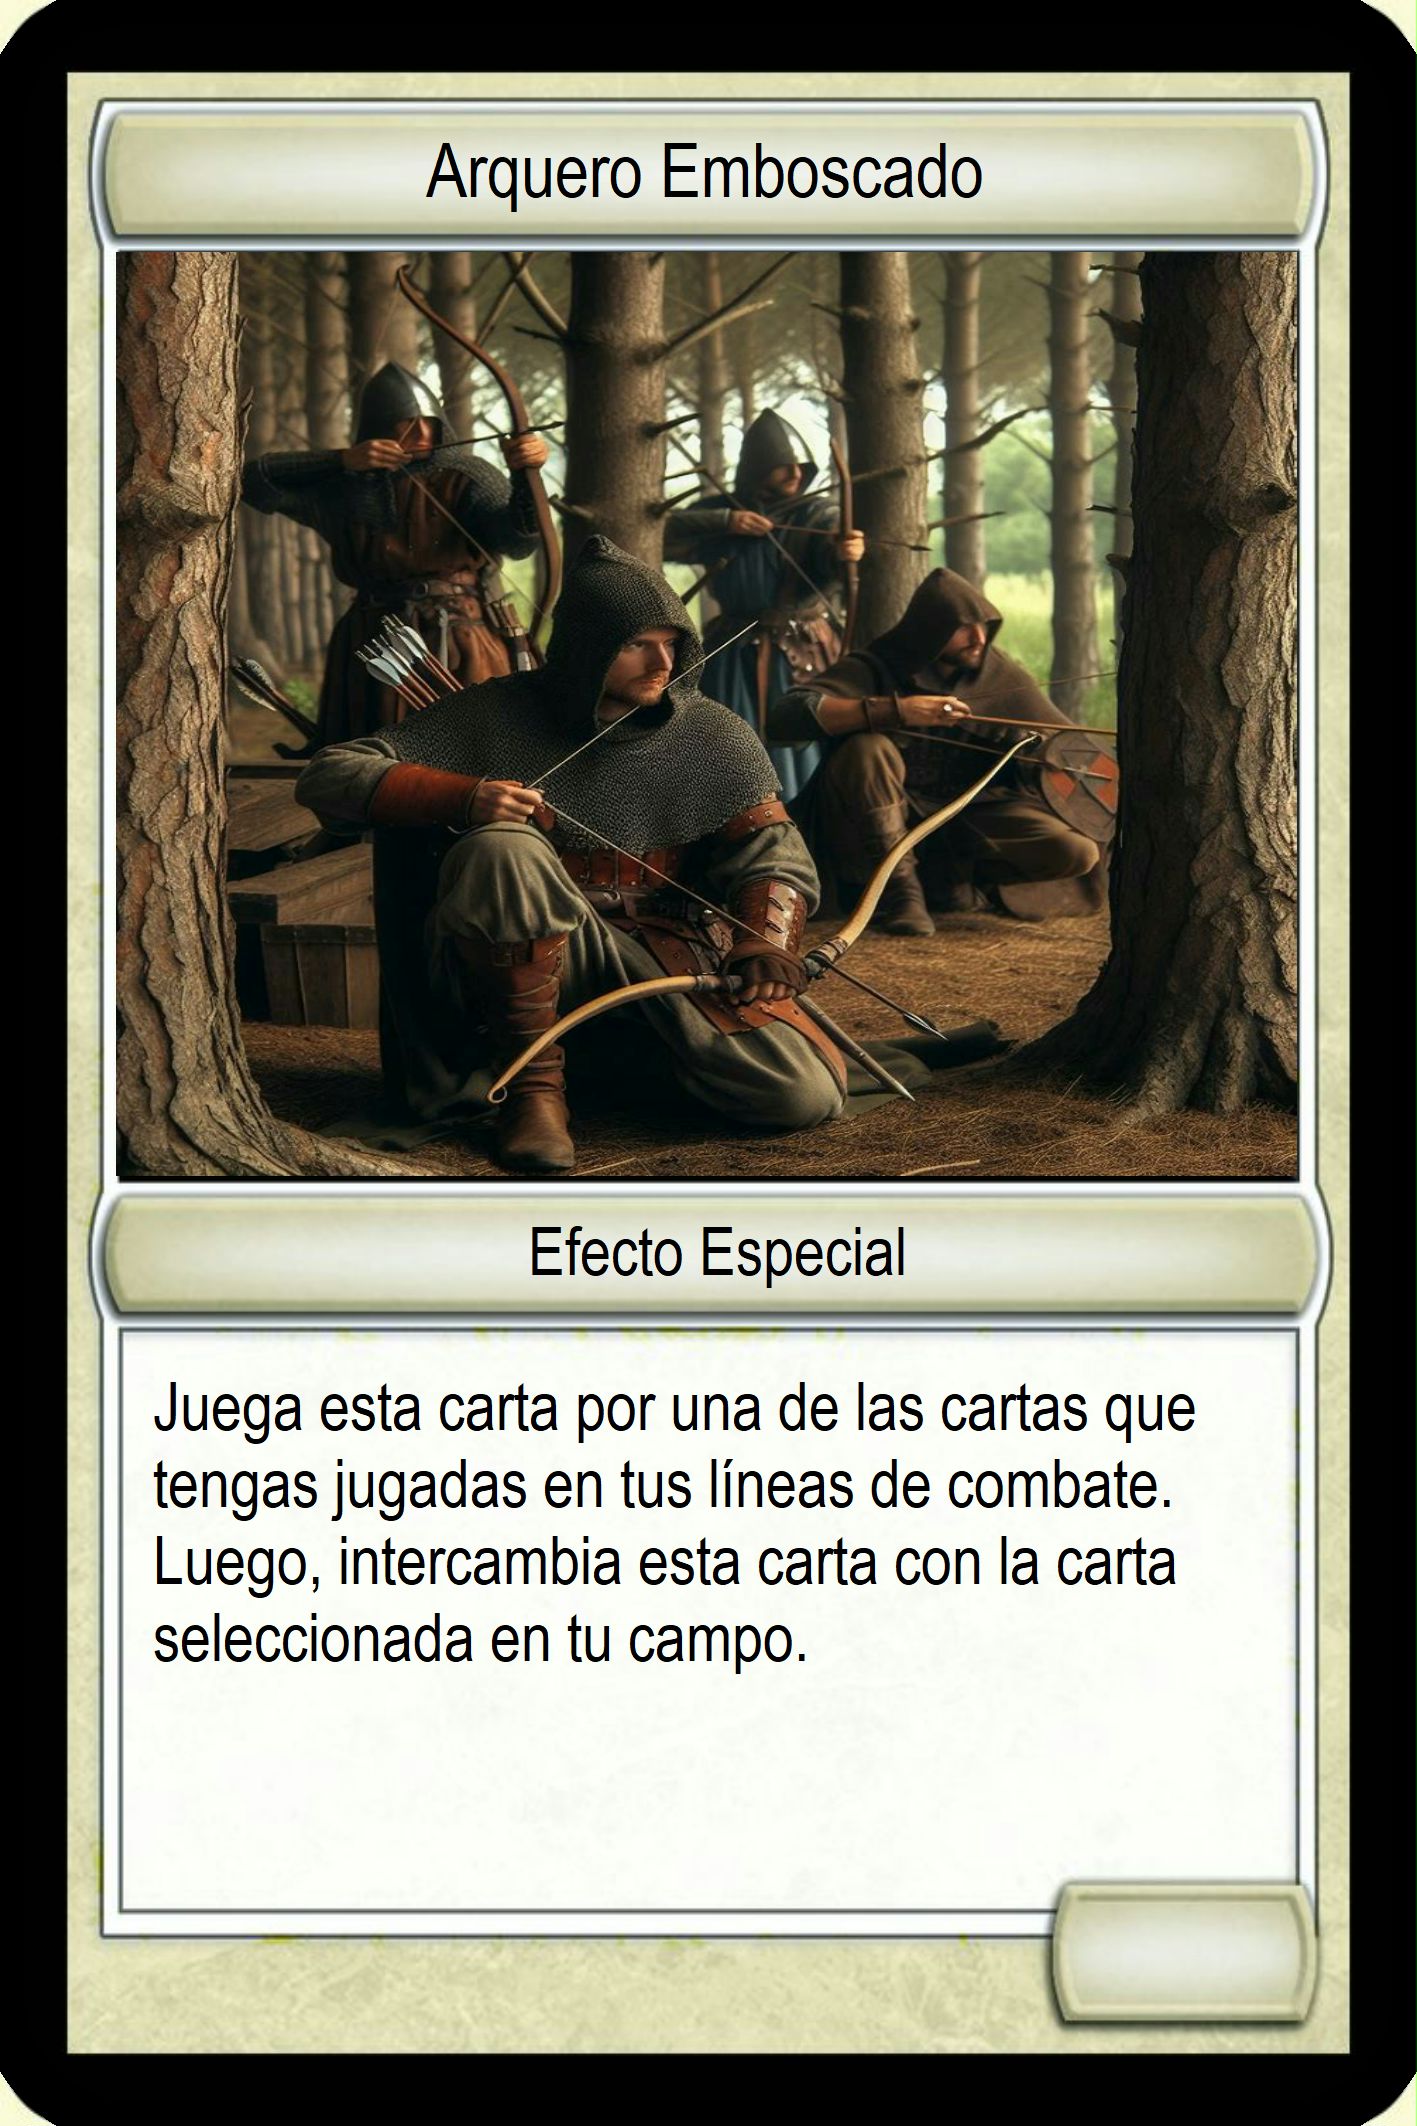 Arquero Emboscado
Efecto Especial
Juega esta carta por una de las cartas que
tengas jugadas en tus líneas de combate.
Luego, intercambia esta carta con la carta
seleccionada en tu campo.